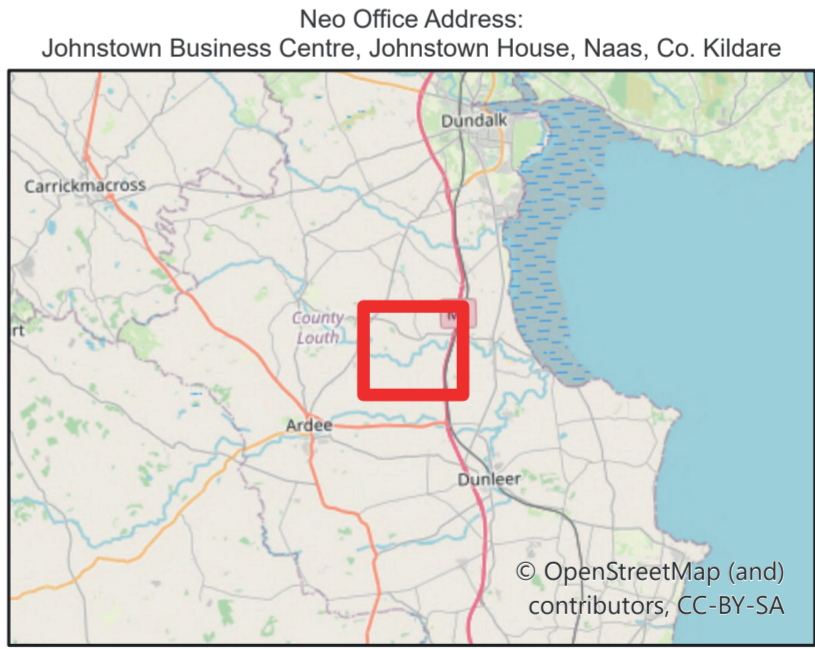 Neo Office Address:
Johnstown Business Centre, Johnstown House, Naas, Co. Kildare
Dundalk
Carrickmacross
County
Louth
Ardee
Dunleer
© OpenStreetMap (and)
contributors, CC-BY-SA